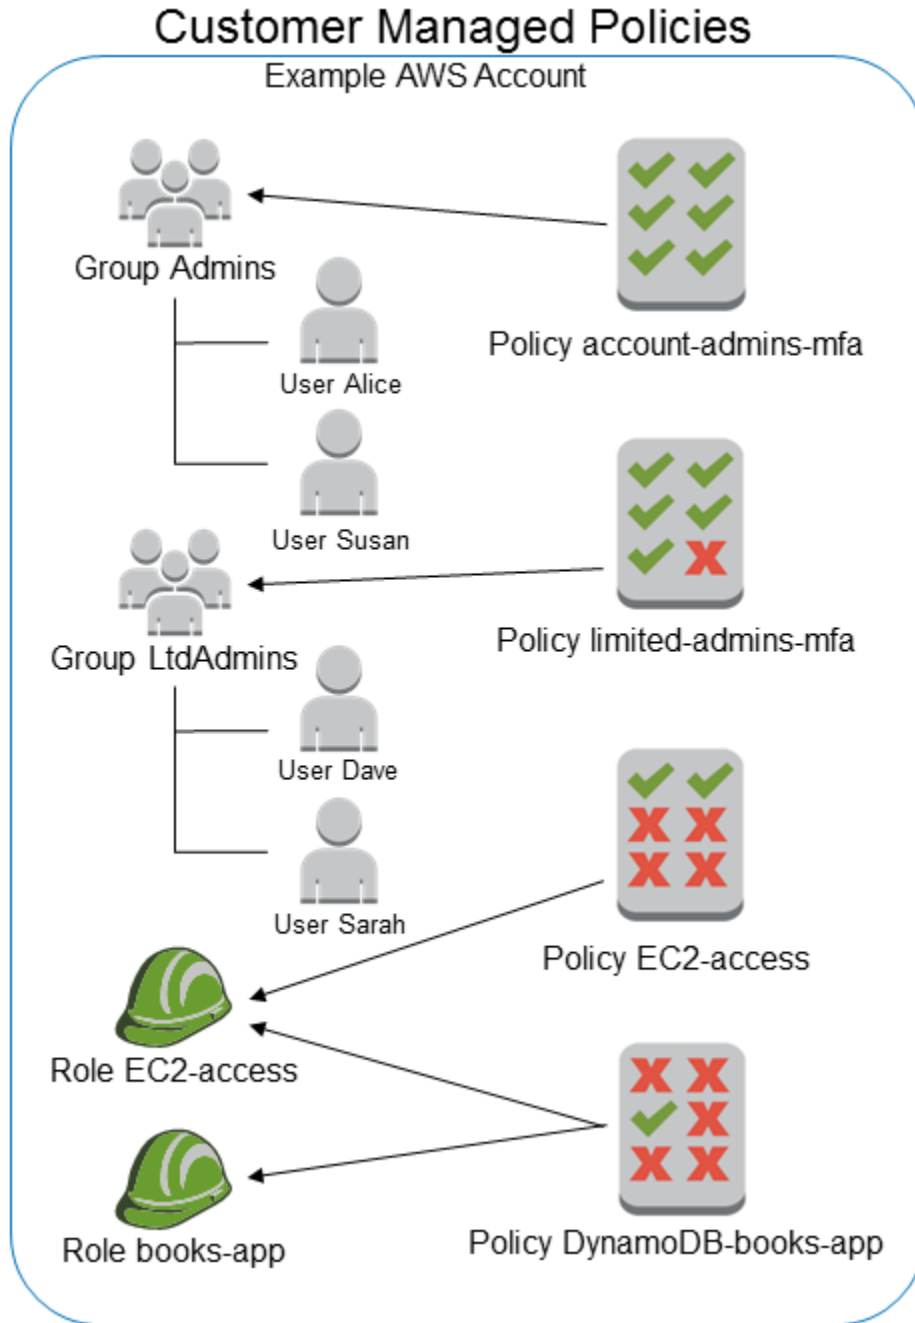 Customer Managed Policies
Example AWS Account
Group Admins
User Alice
Policy account-admins-mfa
User Susan
Group LtdAdmins
Policy limited-admins-mfa
User Dave
User Sarah
Policy EC2-access
Role EC2-access
Role books-app
Policy DynamoDB-books-app